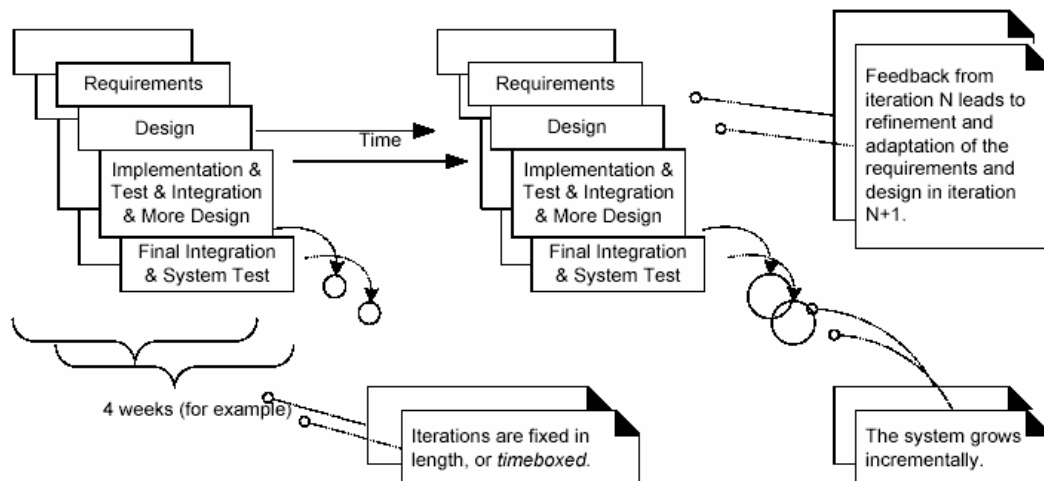 Requirements
Design
Implementation &
Test & Integration
& More Design
Final Integration
& System Test
Time
Requirements
Design
Implementation &
Test & Integration
& More Design
Final Integration
& System Test
Feedback from
iteration N leads to
refinement and
adaptation of the
requirements and
design in iteration
N+1.
4 weeks (for example)
Iterations are fixed in
length, or timeboxed.
The system grows
incrementally.